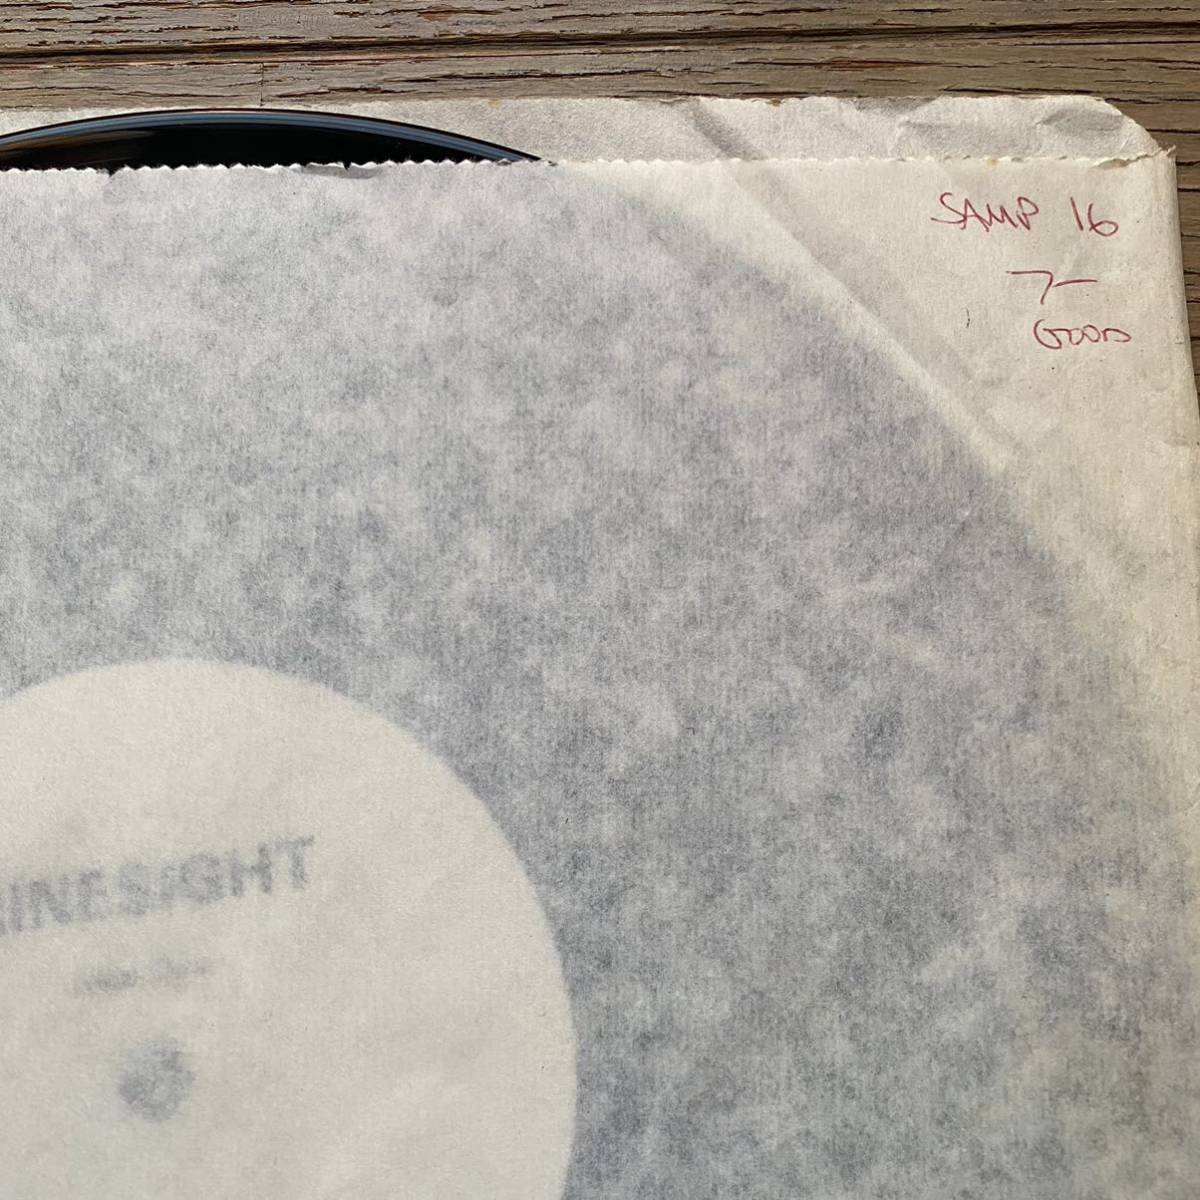 SAMP 16
7-
GOOD
INESIGHT